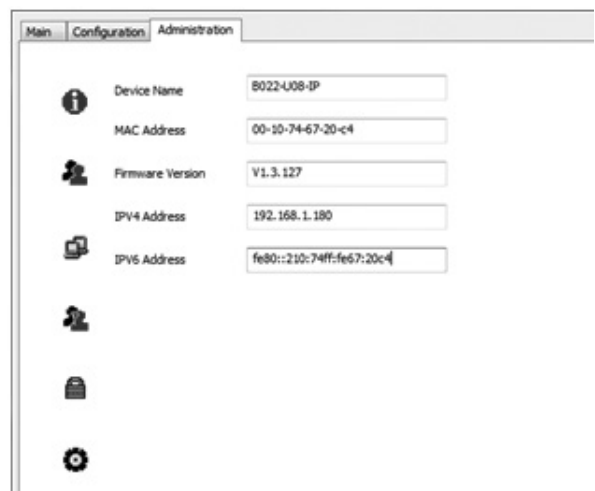 Main Configuration Administration
Device Name B022-U08-IP
MAC Address 00-10-74-67-20-c4
Firmware Version V1.3.127
IPV4 Address 192.168.1.180
IPV6 Address fe80::210:74ff:fe67:20c4